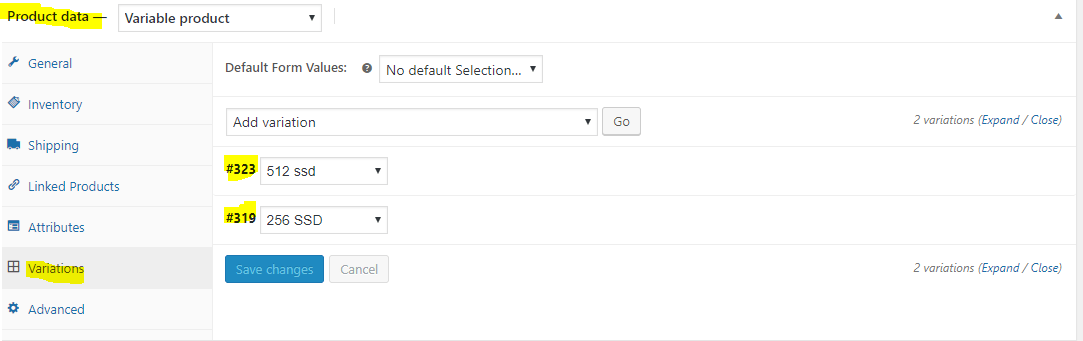 Product data — Variable product
General
Inventory
Shipping
Linked Products
Attributes
Variations
Advanced
Default Form Values: No default Selection...
Add variation Go 2 variations (Expand / Close)
#323 512 ssd
#319 256 SSD
Save changes Cancel 2 variations (Expand / Close)